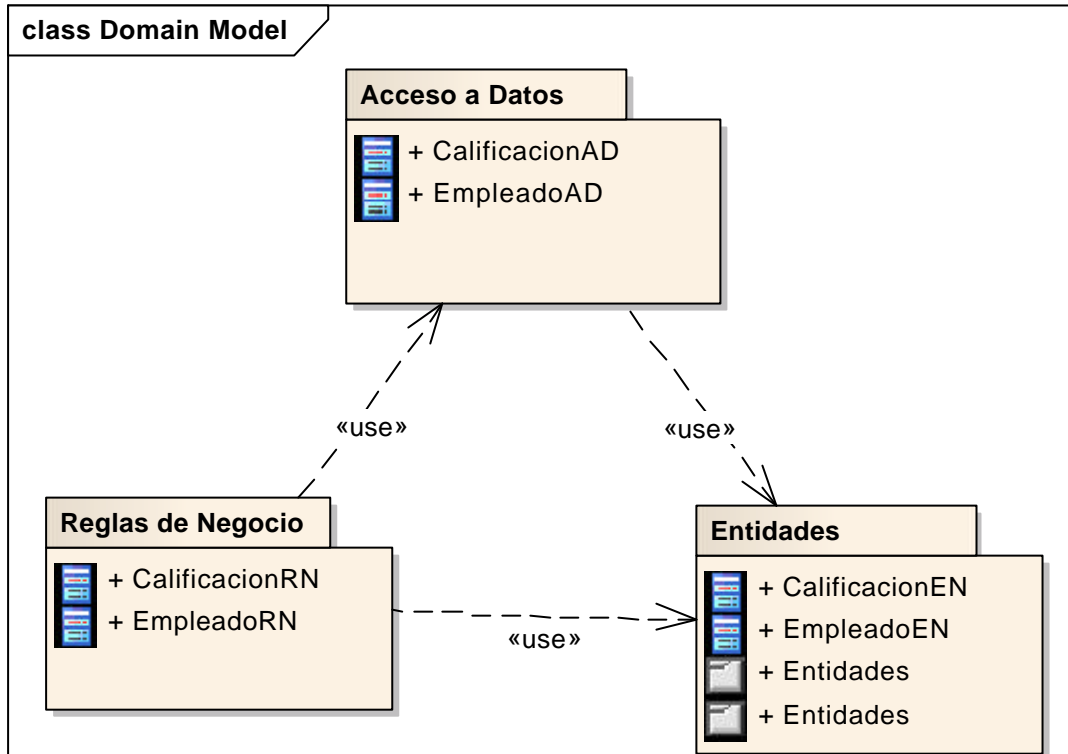 class Domain Model
Acceso a Datos
+ CalificacionAD
+ EmpleadoAD
«use»
«use»
Reglas de Negocio
+ CalificacionRN
+ EmpleadoRN
«use»
Entidades
+ CalificacionEN
+ EmpleadoEN
+ Entidades
+ Entidades